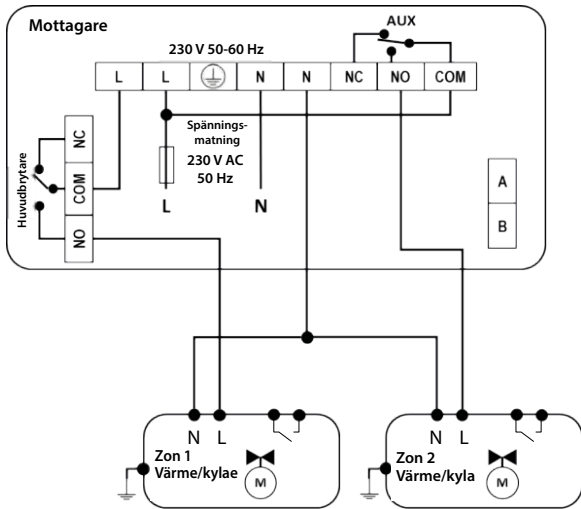 Mottagare
AUX
230 V 50-60 Hz
L L N N NC NO COM
Spännings-
matning
230 V AC
50 Hz
L N
Huvudbrytare
NC
COM
NO
A
B
N L
Zon 1
Värme/kylae
M
N L
Zon 2
Värme/kyla
M